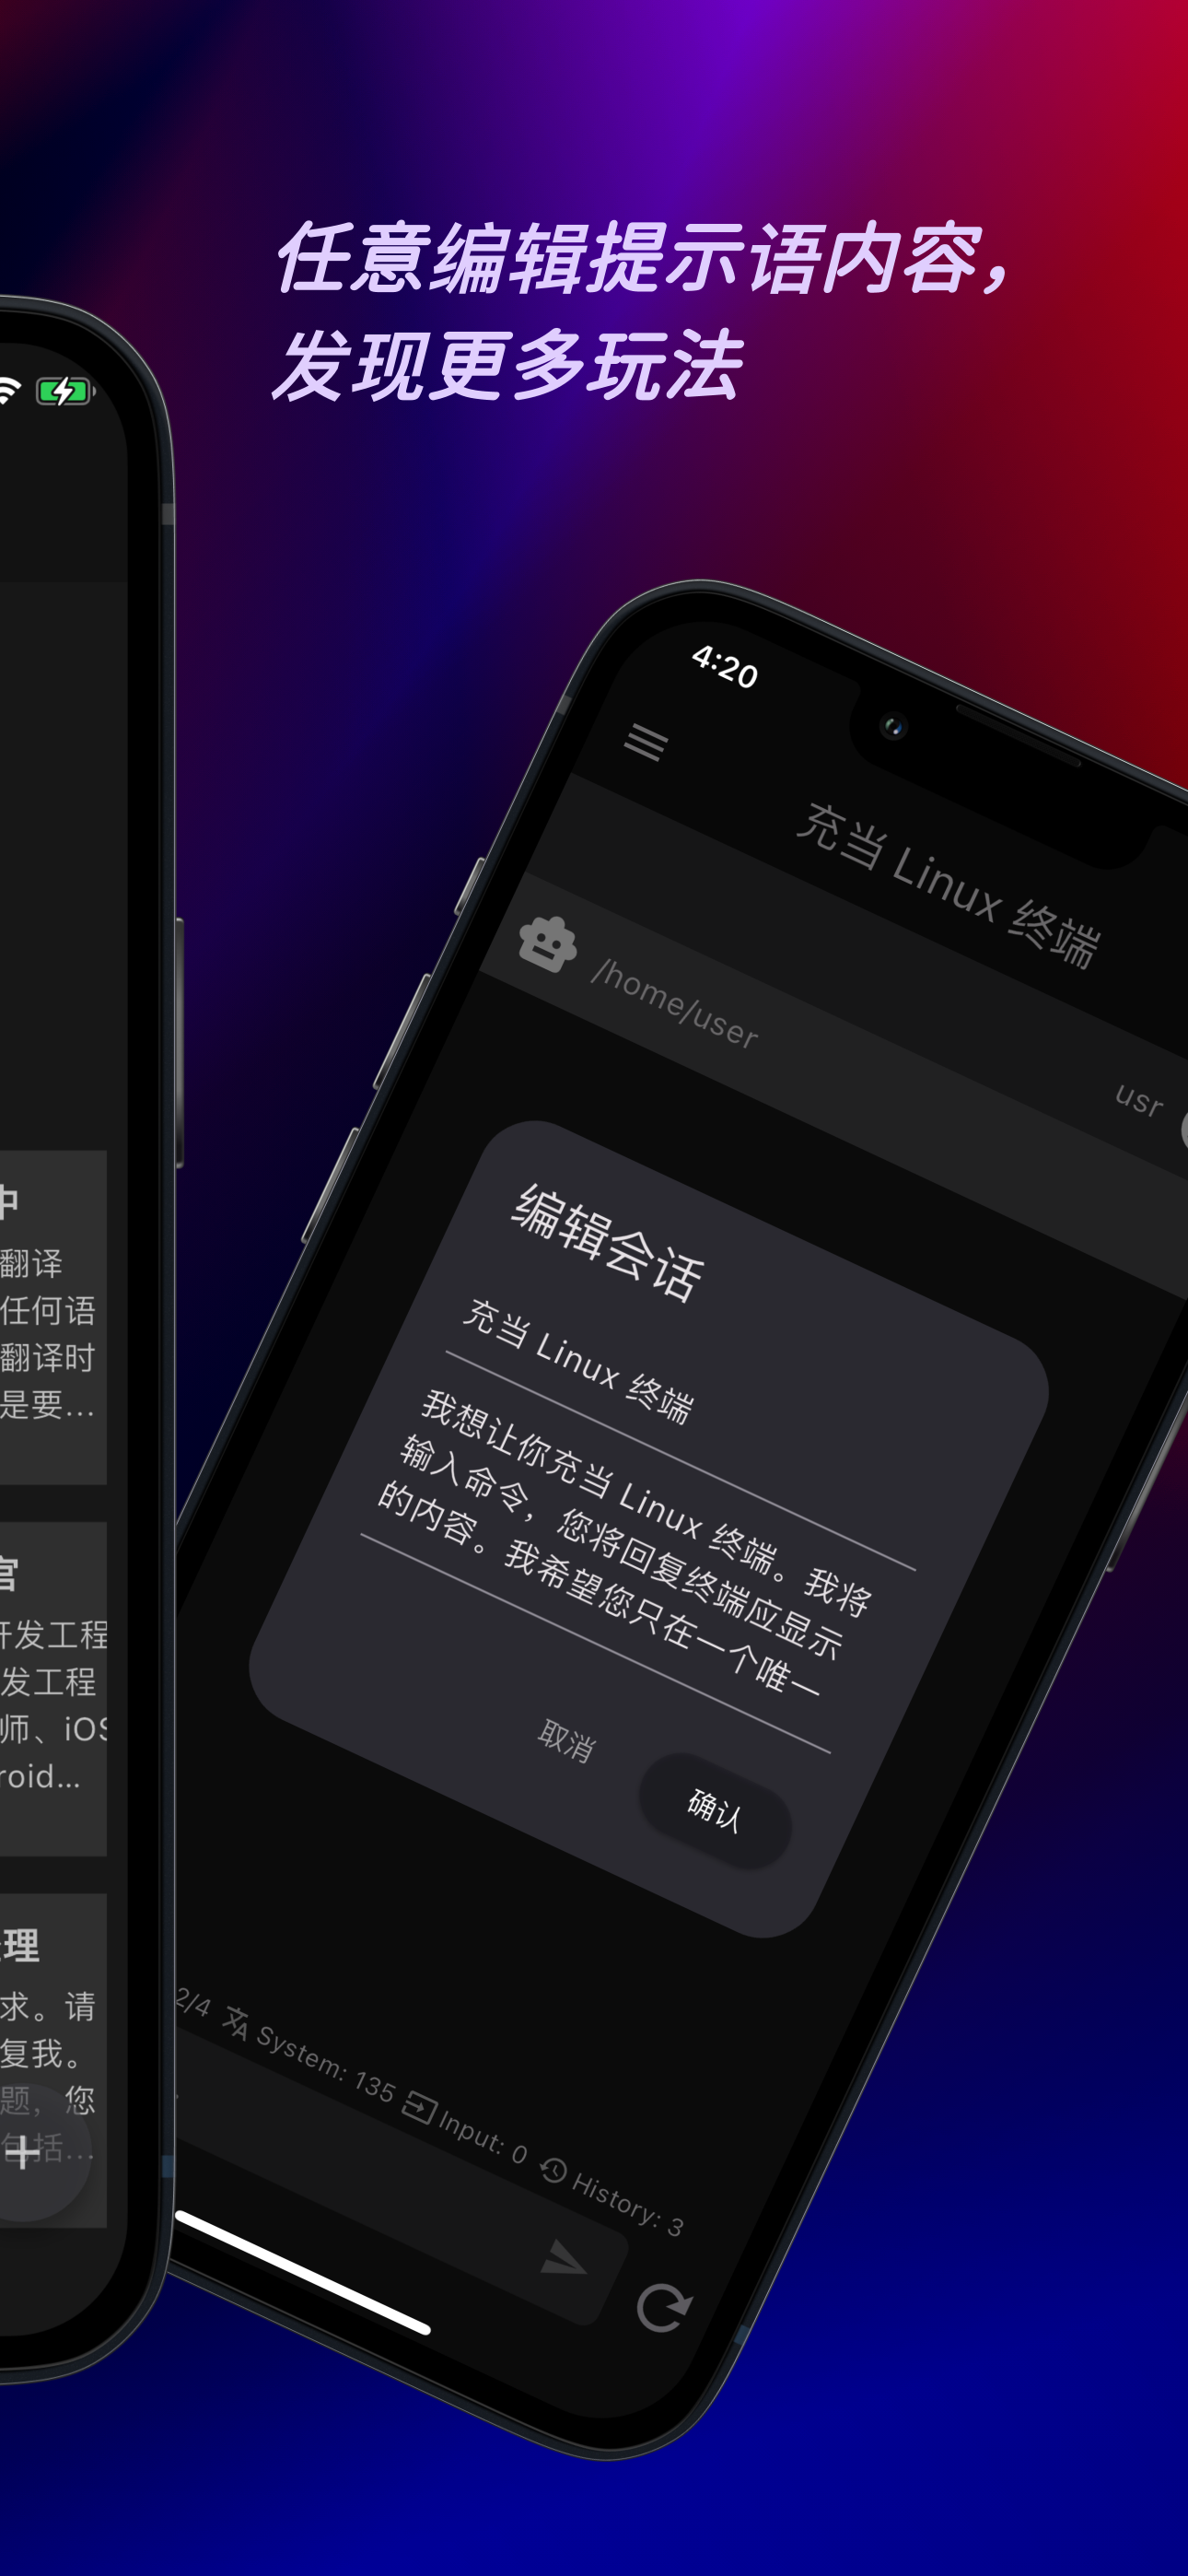 任意编辑提示语内容，
发现更多玩法
中
翻译
任何语
翻译时
是要...
官
开发工程
发工程
师、iOS
roid...
理
求。请
复我。
题，您
包括...
4:20
充当 Linux 终端
usr
/home/user
编辑会话
充当 Linux 终端
我想让你充当 Linux 终端。我将
输入命令，您将回复终端应显示
的内容。我希望您只在一个唯一
取消
确认
2/4 System: 135 Input: 0 History: 3